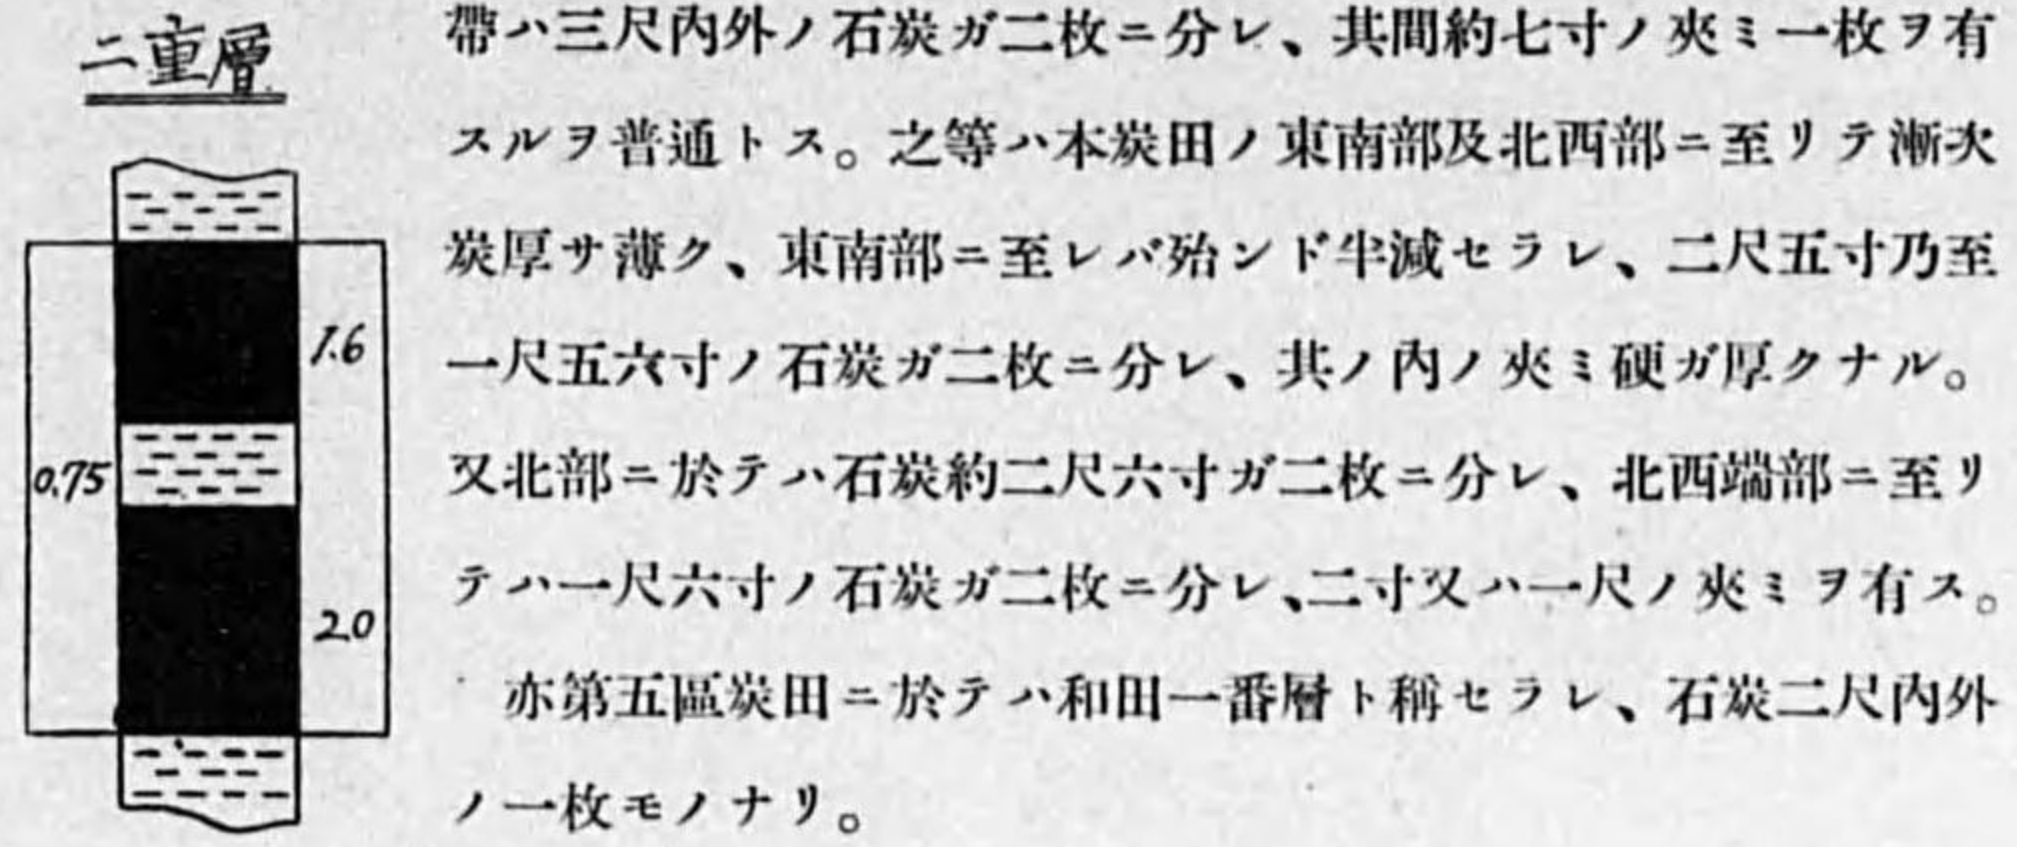 二重層
1.6
0.75
2.0
帶ハ三尺內外ノ石炭ガ二枚ニ分レ、其間約七寸ノ夾ミ一枚ヲ有
スルヲ普通トス。之等ハ本炭田ノ東南部及北西部ニ至リテ漸次
炭厚サ薄ク、東南部ニ至レバ殆ンド半減セラレ、二尺五寸乃至
一尺五六寸ノ石炭ガ二枚ニ分レ、其ノ內ノ夾ミ硬ガ厚クナル。
又北部ニ於テハ石炭約二尺六寸ガ二枚ニ分レ、北西端部ニ至リ
テハ一尺六寸ノ石炭ガ二枚ニ分レ、二寸又ハ一尺ノ夾ミヲ有ス。
亦第五區炭田ニ於テハ和田一番層ト稱セラレ、石炭二尺內外
ノ一枚モノナリ。